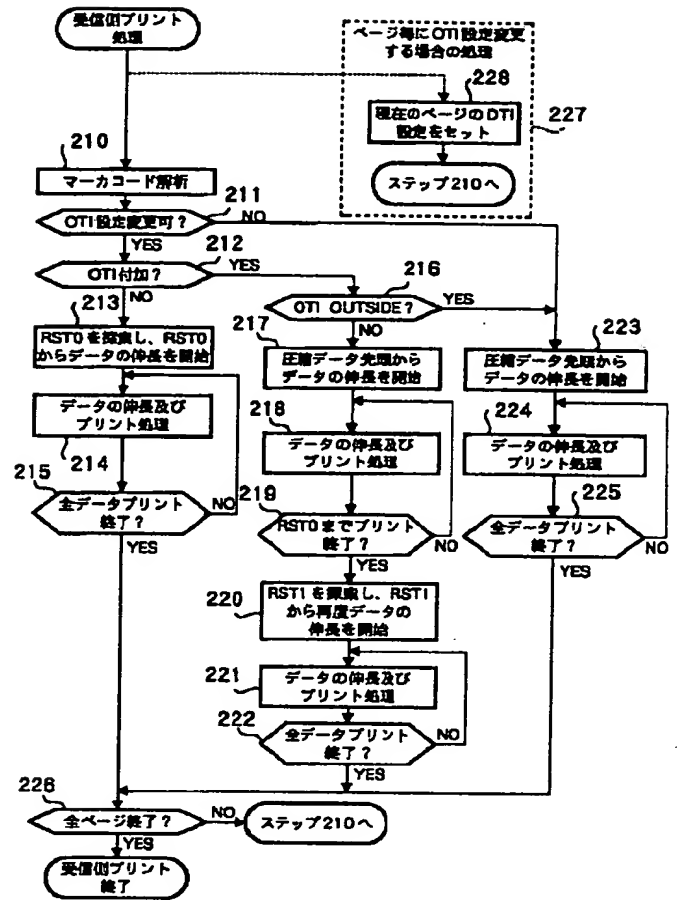 受信側プリント
処理
ページ毎にOTI設定変更
する場合の処理
228
現在のページのDTI
設定をセット
227
ステップ210へ
210
マーカコード解析
211
OTI設定変更可?
NO
YES
212
OTI付加?
YES
NO
216
OTI OUTSIDE?
YES
NO
213
RST0を探索し、RST0
からデータの伸長を開始
217
圧縮データ先頭から
データの伸長を開始
223
圧縮データ先頭から
データの伸長を開始
データの伸長及び
プリント処理
214
218
データの伸長及び
プリント処理
224
データの伸長及び
プリント処理
215
全データプリント
終了?
NO
YES
219
RST0までプリント
終了?
NO
YES
225
全データプリント
終了?
NO
YES
220
RST1を探索し、RST1
から再度データの
伸長を開始
221
データの伸長及び
プリント処理
222
全データプリント
終了?
NO
YES
226
全ページ終了?
NO
ステップ210へ
YES
受信側プリント
終了